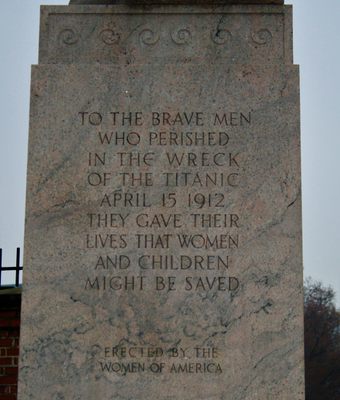 TO THE BRAVE MEN
WHO PERISHED
IN THE WRECK
OF THE TITANIC
APRIL 15 1912
THEY GAVE THEIR
LIVES THAT WOMEN
AND CHILDREN
MIGHT BE SAVED
ERECTED BY THE
WOMEN OF AMERICA